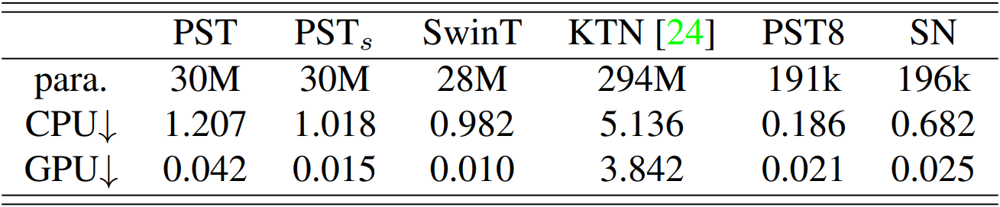 PST PSTs SwinT KTN [24] PST8 SN
para. 30M 30M 28M 294M 191k 196k
CPU↓ 1.207 1.018 0.982 5.136 0.186 0.682
GPU↓ 0.042 0.015 0.010 3.842 0.021 0.025